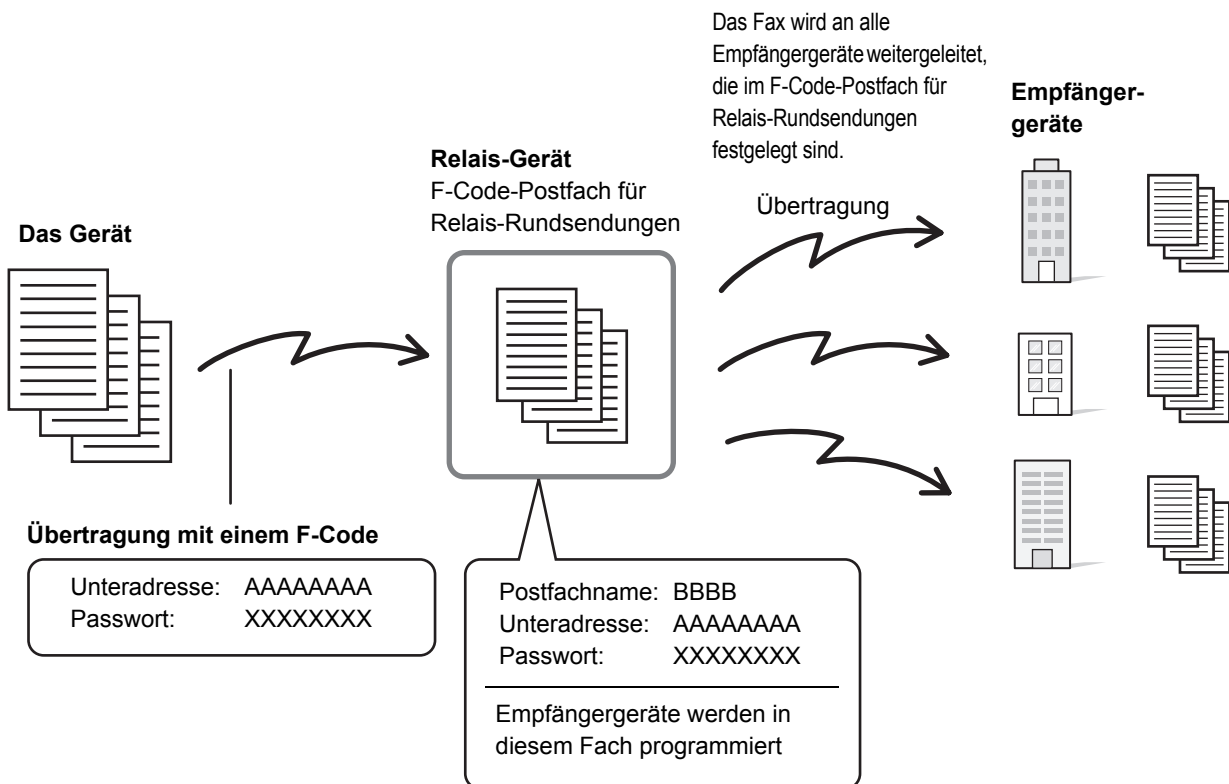 Das Gerät
Übertragung mit einem F-Code
Unteradresse: AAAAAAAA
Passwort: XXXXXXXX
Relais-Gerät
F-Code-Postfach für
Relais-Rundsendungen
Postfachname: BBBB
Unteradresse: AAAAAAAA
Passwort: XXXXXXXX
Empfängergeräte werden in
diesem Fach programmiert
Das Fax wird an alle
Empfängergeräte weitergeleitet,
die im F-Code-Postfach für
Relais-Rundsendungen
festgelegt sind.
Übertragung
Empfänger-
geräte